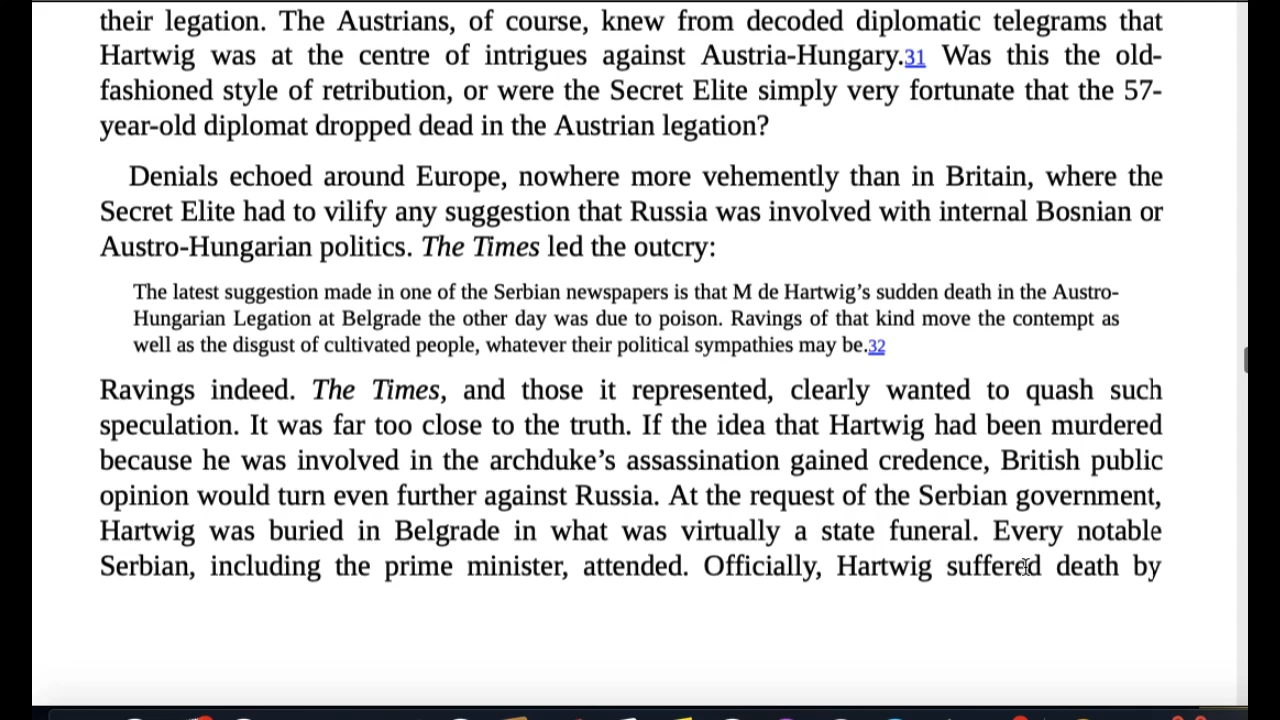 their legation. The Austrians, of course, knew from decoded diplomatic telegrams that
Hartwig was at the centre of intrigues against Austria-Hungary.31 Was this the old-
fashioned style of retribution, or were the Secret Elite simply very fortunate that the 57-
year-old diplomat dropped dead in the Austrian legation?
Denials echoed around Europe, nowhere more vehemently than in Britain, where the
Secret Elite had to vilify any suggestion that Russia was involved with internal Bosnian or
Austro-Hungarian politics. The Times led the outcry:
The latest suggestion made in one of the Serbian newspapers is that M de Hartwig’s sudden death in the Austro-
Hungarian Legation at Belgrade the other day was due to poison. Ravings of that kind move the contempt as
well as the disgust of cultivated people, whatever their political sympathies may be.32
Ravings indeed. The Times, and those it represented, clearly wanted to quash such
speculation. It was far too close to the truth. If the idea that Hartwig had been murdered
because he was involved in the archduke’s assassination gained credence, British public
opinion would turn even further against Russia. At the request of the Serbian government,
Hartwig was buried in Belgrade in what was virtually a state funeral. Every notable
Serbian, including the prime minister, attended. Officially, Hartwig suffered death by